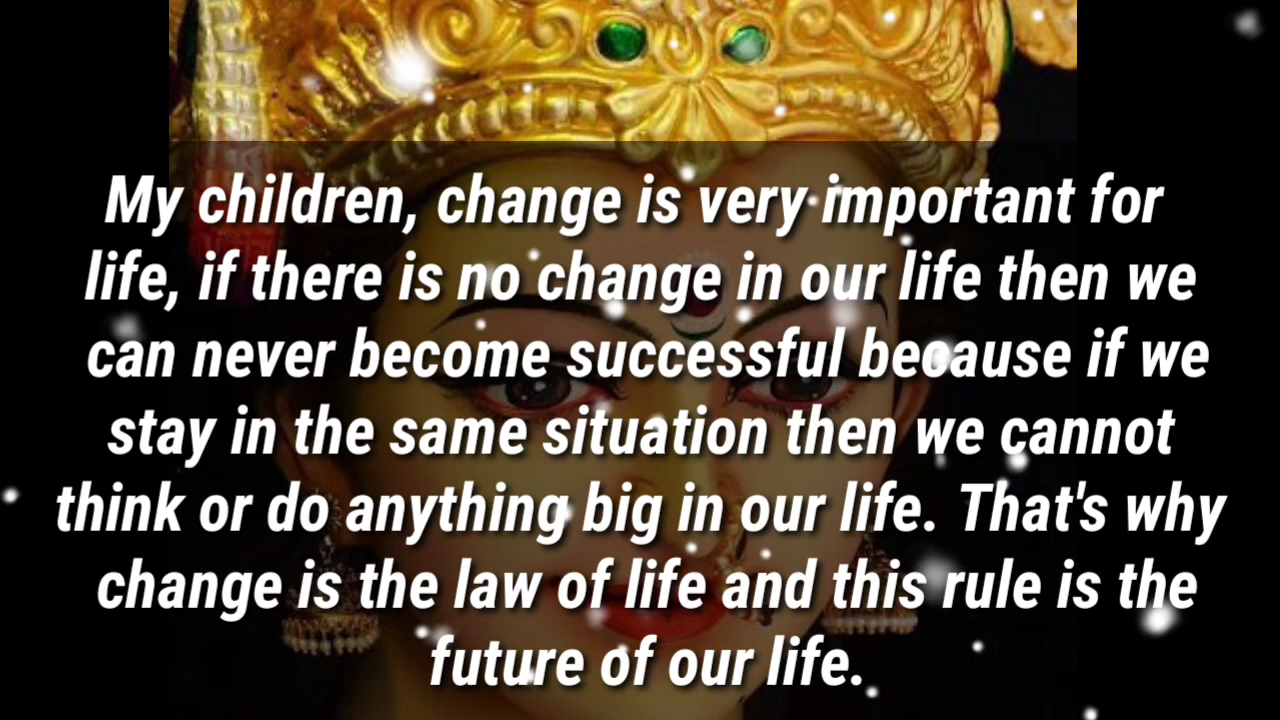 My children, change is very important for
life, if there is no change in our life then we
can never become successful because if we
stay in the same situation then we cannot
think or do anything big in our life. That's why
change is the law of life and this rule is the
future of our life.